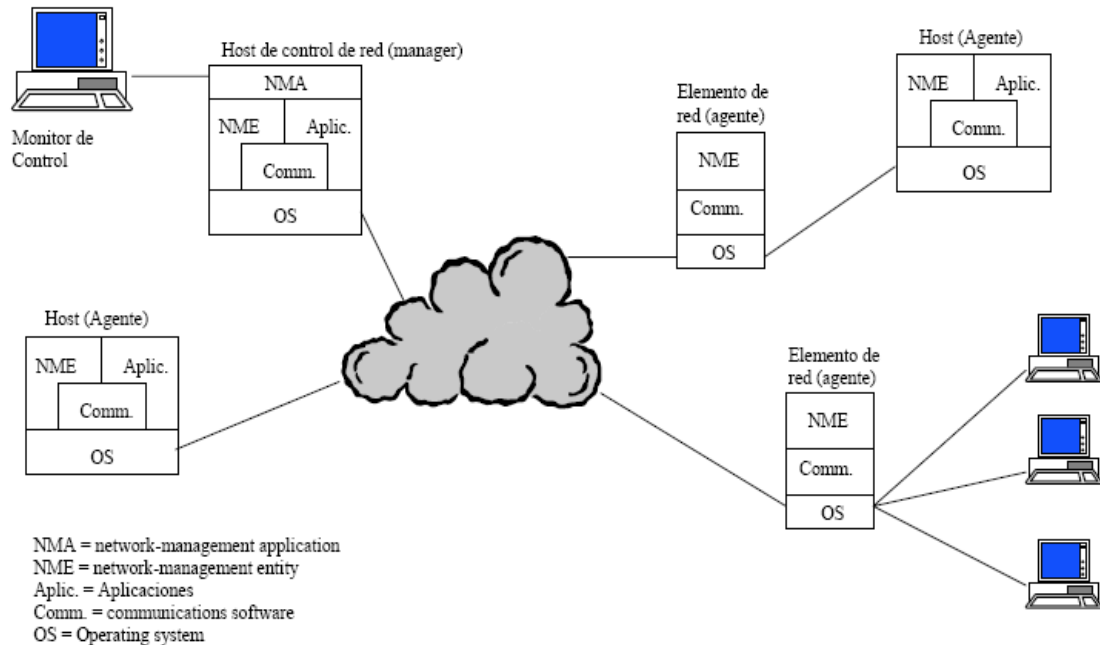 Host de control de red (manager)
NMA
NME
Aplic.
Comm.
OS
Monitor de
Control
Elemento de
red (agente)
NME
Comm.
OS
Host (Agente)
NME
Aplic.
Comm.
OS
Host (Agente)
NME
Aplic.
Comm.
OS
Elemento de
red (agente)
NME
Comm.
OS
NMA = network-management application
NME = network-management entity
Aplic. = Aplicaciones
Comm. = communications software
OS = Operating system